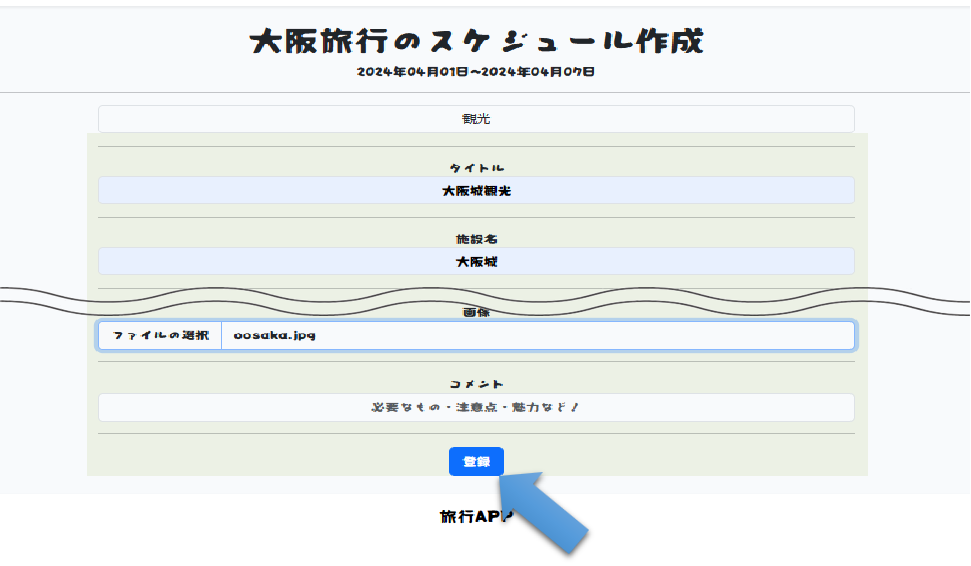 大阪旅行のスケジュール作成
2024年04月01日～2024年04月07日
観光
タイトル
大阪城観光
施設名
大阪城
画像
ファイルの選択 oosaka.jpg
コメント
必要なもの・注意点・魅力など！
登録
旅行APP